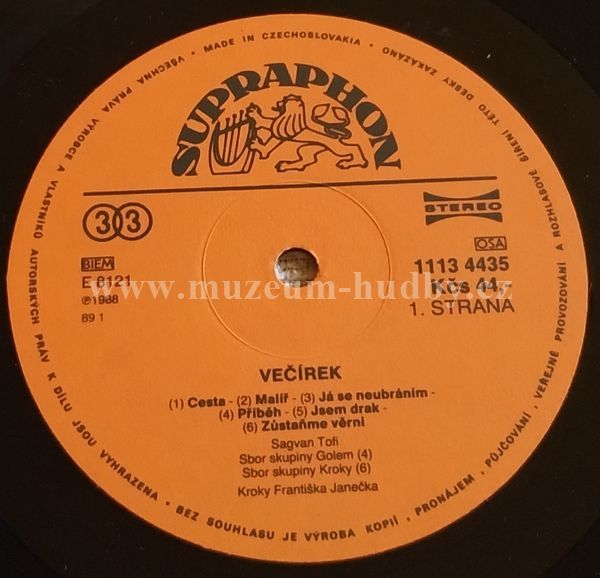 VŠECHNA PRÁVA VÝROBCE A VLASTNÍKŮ AUTORSKÝCH PRÁV K DÍLU JSOU VYHRAZENA • BEZ SOUHLASU JE VÝROBA KOPIÍ, PRONÁJEM, PŮJČOVÁNÍ, VEŘEJNÉ PROVOZOVÁNÍ A ROZHLASOVÉ ŠÍŘENÍ TÉTO DESKY ZAKÁZÁNO • MADE IN CZECHOSLOVAKIA •
SUPRAPHON
33
STEREO
OSA
BIEM
1113 4435
E 8121
Kčs 44,-
℗1988
1. STRANA
89 1
www.muzeum-hudby.cz
VEČÍREK
(1) Cesta - (2) Malíř - (3) Já se neubráním -
(4) Příběh - (5) Jsem drak -
(6) Zůstaňme věrni
Sagvan Tofi
Sbor skupiny Golem (4)
Sbor skupiny Kroky (6)
Kroky Františka Janečka